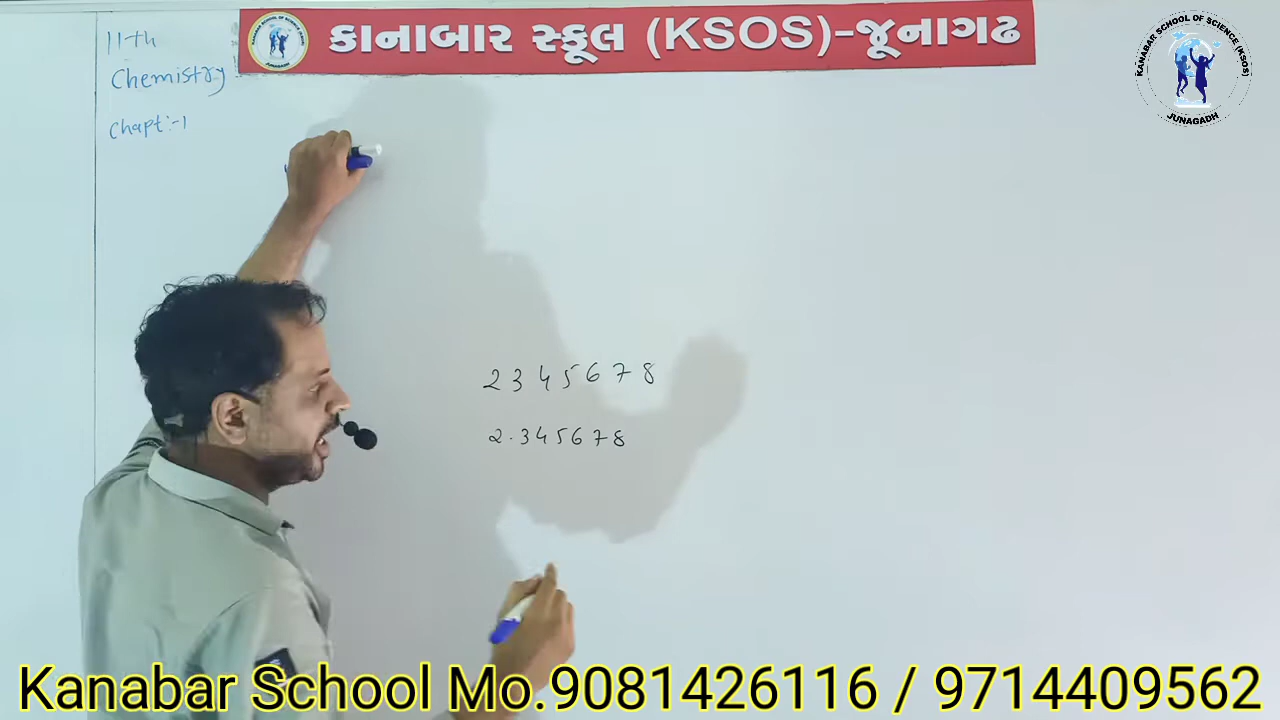 11th
Chemistry
Chapt:-1
કાનાબાર સ્કૂલ (KSOS)-જૂનાગઢ
KANABAR SCHOOL OF SCIENCE (KSOS)
JUNAGADH
2345678
2.345678
Kanabar School Mo.9081426116 / 9714409562